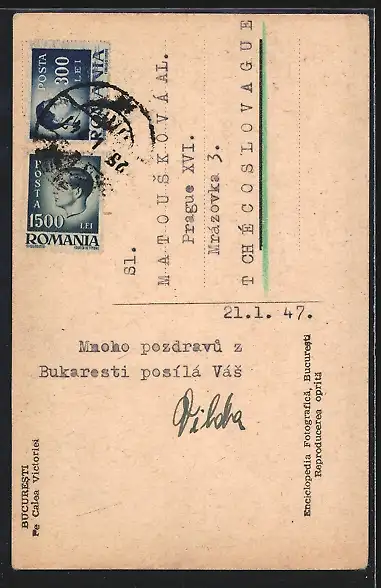 POSTA
300
LEI
ROMANIA
POSTA
1500 LEI
ROMANIA
Sl.
MATOUŠKOVÁ AL.
Prague XVI.
Mrázovka 3.
TCHÉCOSLOVAGUE
21.1. 47.
Mnoho pozdravů z
Bukaresti posílá Váš
BUCUREŞTI
Pe Calea Victoriei
Enciclopedia Fotografică, Bucureşti
Reproducerea oprită